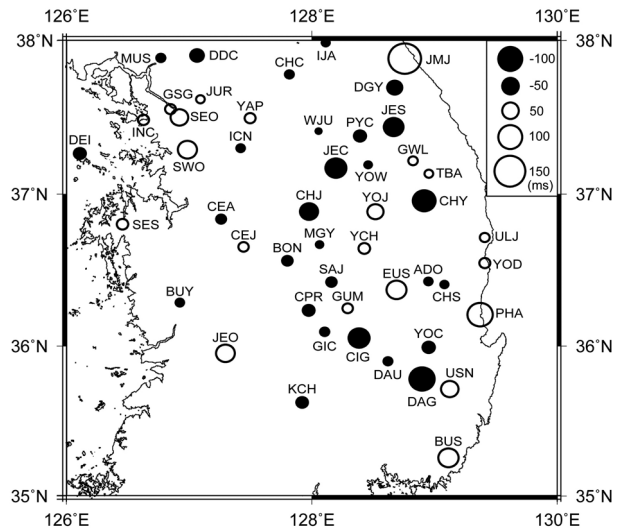 126°E 128°E 130°E
38°N 38°N
IJA
MUS DDC JMJ -100
CHC
DGY -50
GSG JUR
SEO YAP 50
WJU PYC JES
INC ICN 100
DEI SWO JEC GWL
YOW TBA 150
(ms)
37°N 37°N
CHJ YOJ CHY
CEA
SES MGY YCH ULJ
CEJ BON
SAJ EUS ADO YOD
BUY CPR GUM CHS
PHA
GIC CIG YOC
36°N 36°N
JEO DAU USN
DAG
KCH
BUS
35°N 35°N
126°E 128°E 130°E